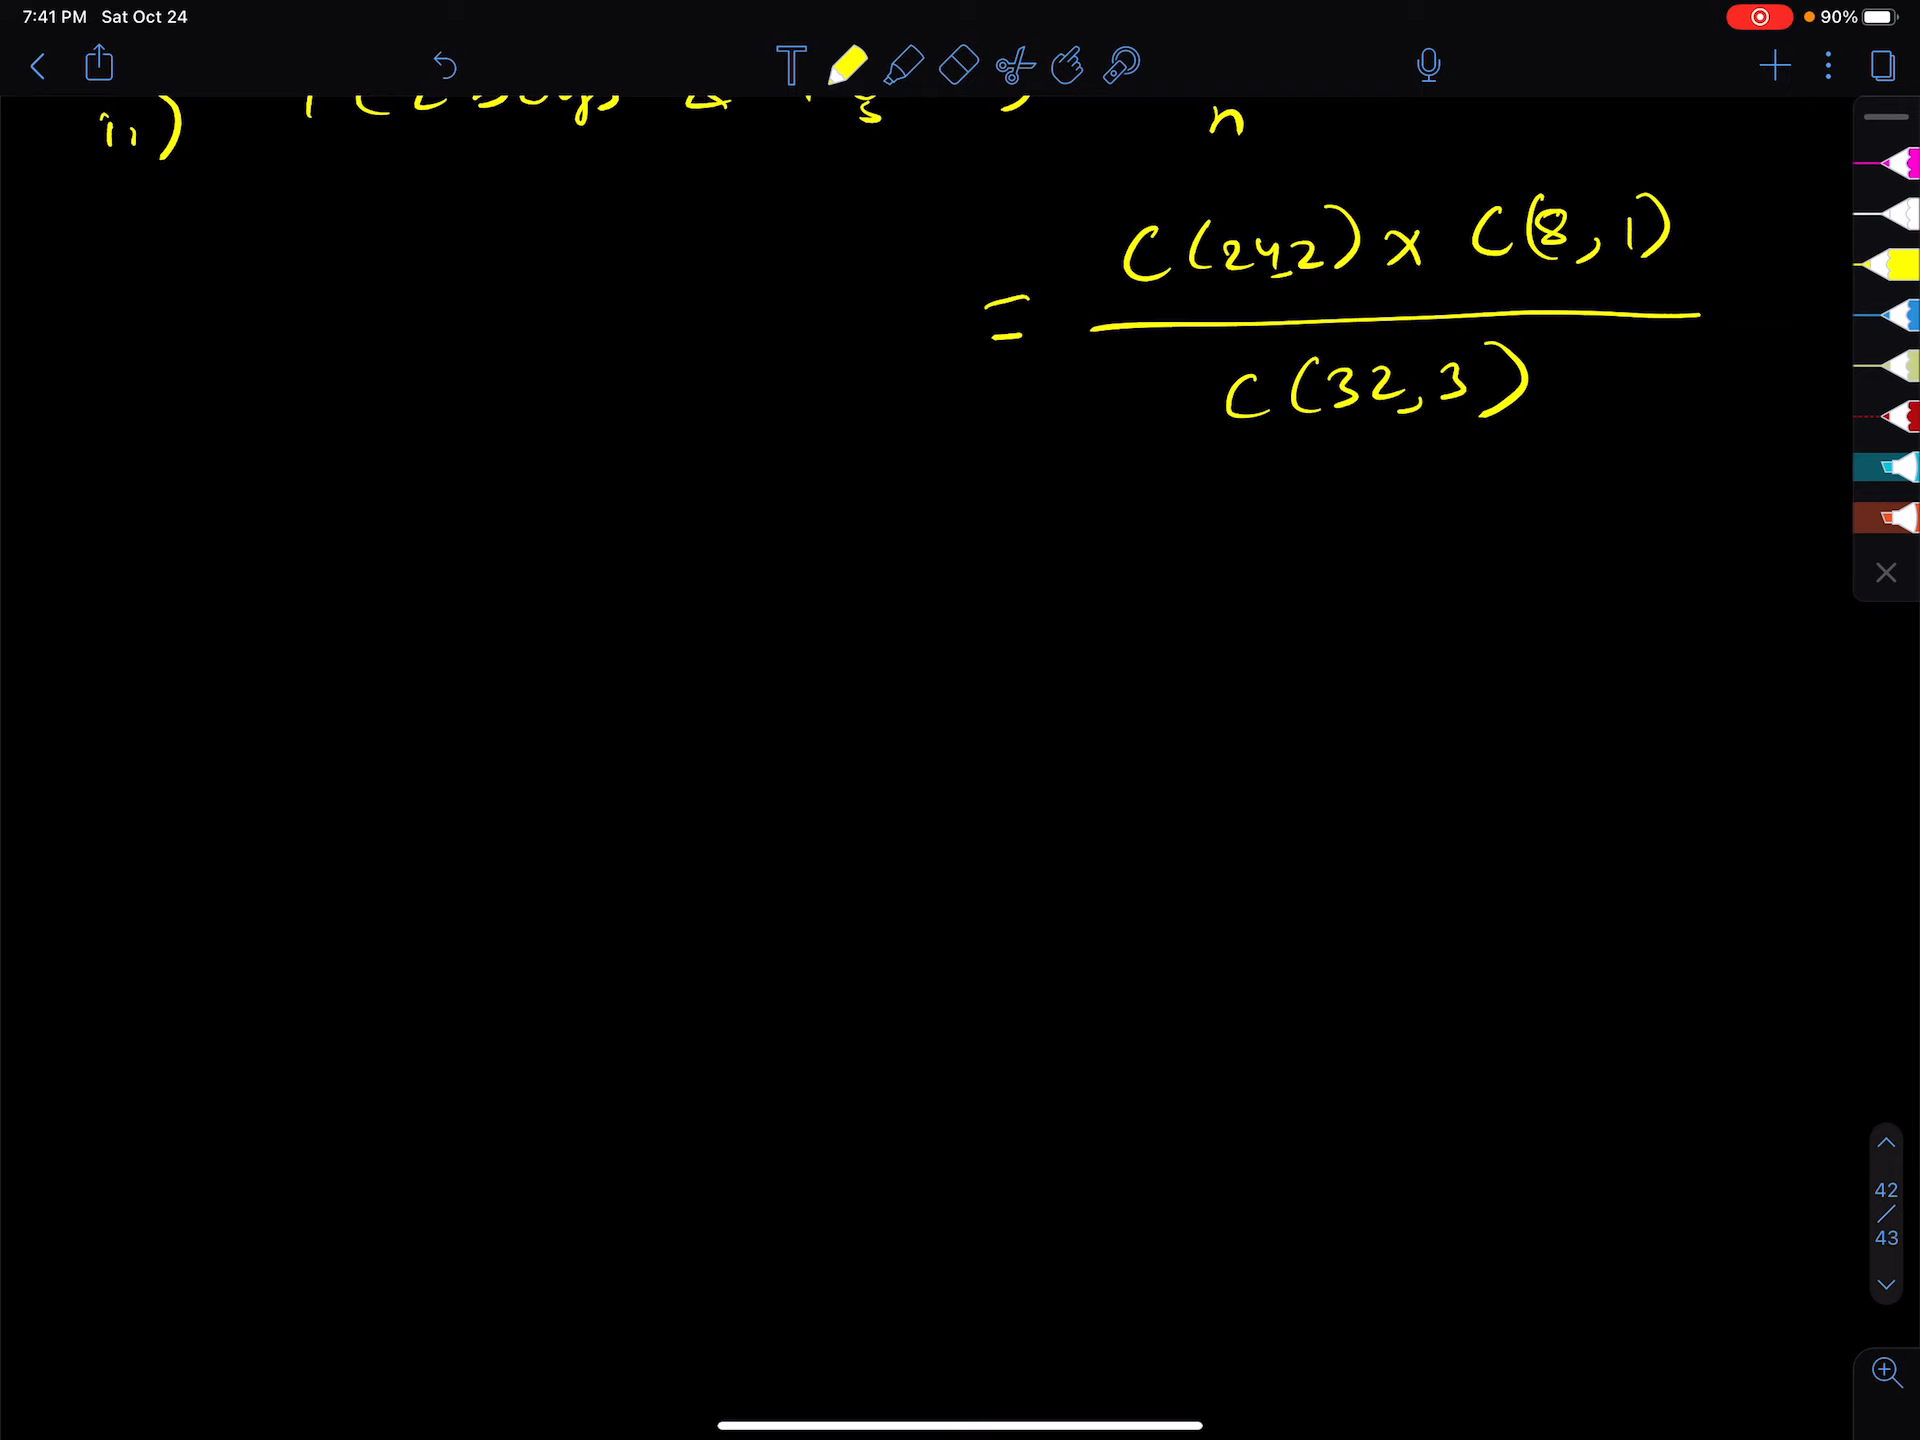 7:41 PM Sat Oct 24
90%
ii)
n
C(24,2) x C(8,1)
=
C(32,3)
42
/
43